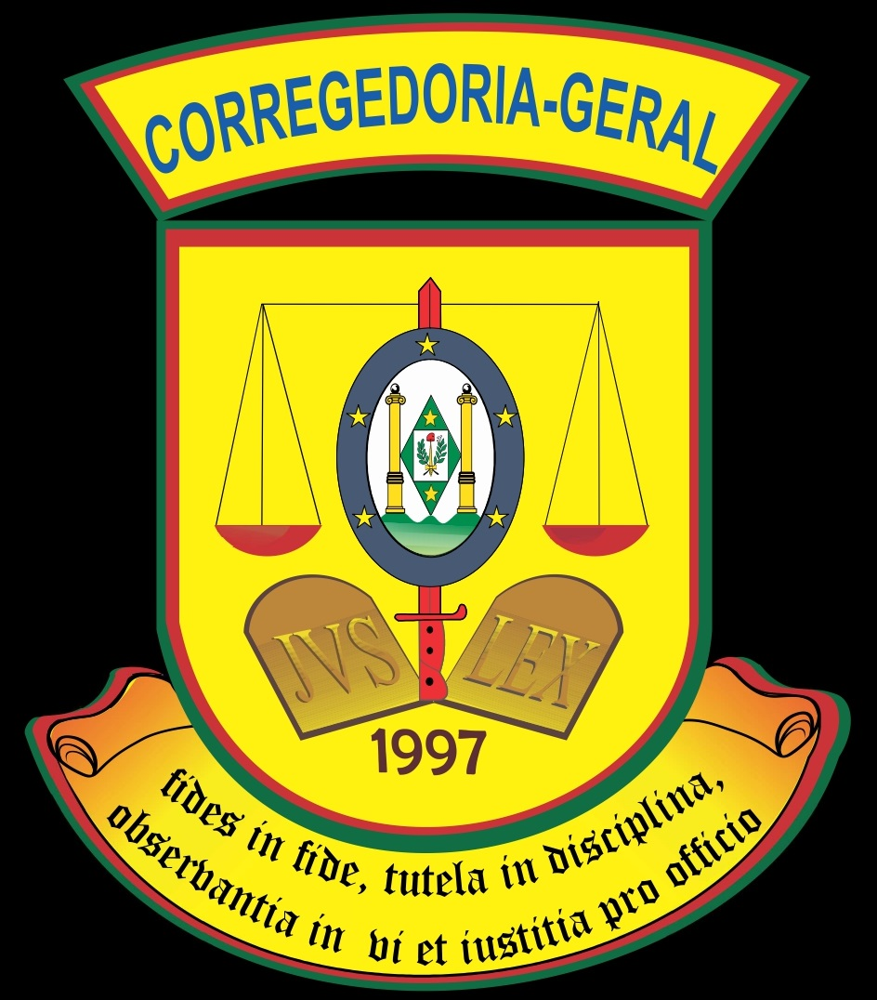 CORREGEDORIA-GERAL
JVS LEX
1997
fides in fide, tutela in disciplina,
observantia in vi et iustitia pro officio